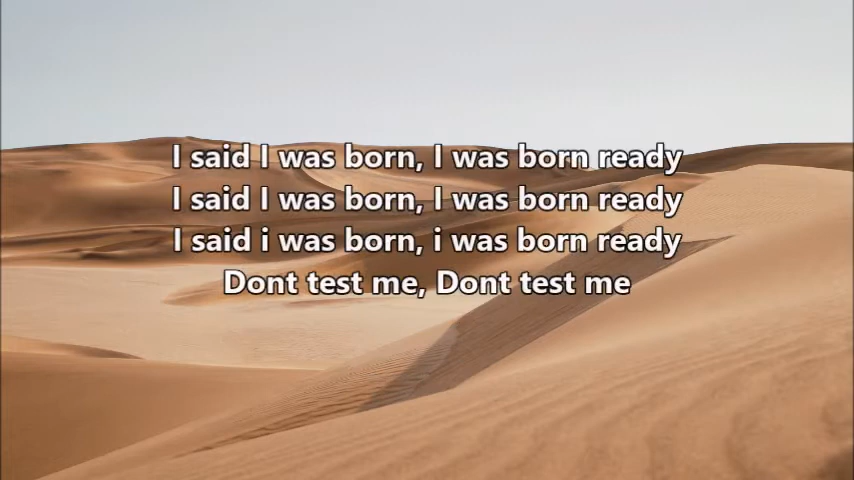 I said I was born, I was born ready
I said I was born, I was born ready
I said i was born, i was born ready
Dont test me, Dont test me